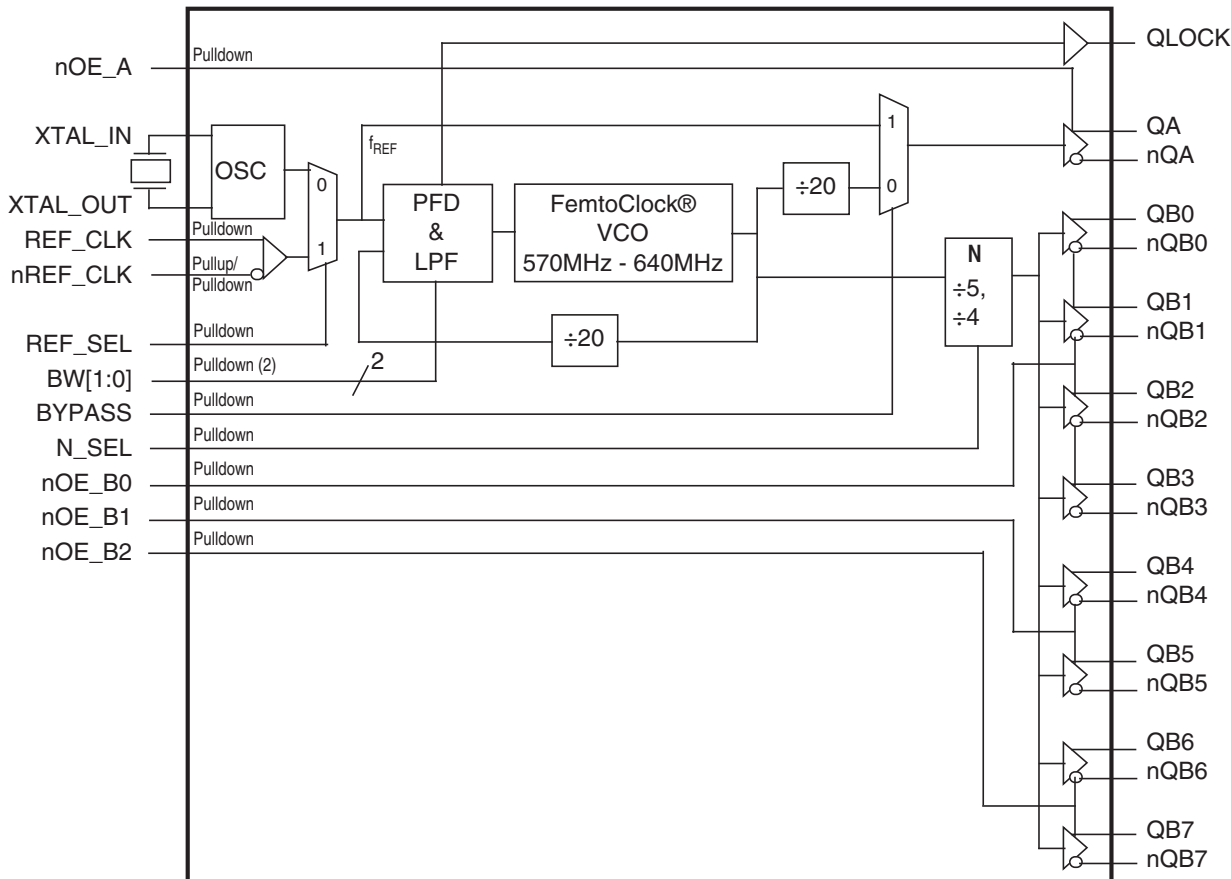 nOE_A
XTAL_IN
XTAL_OUT
REF_CLK
nREF_CLK
REF_SEL
BW[1:0]
BYPASS
N_SEL
nOE_B0
nOE_B1
nOE_B2
Pulldown
Pulldown
Pullup/
Pulldown
Pulldown
Pulldown (2)
Pulldown
Pulldown
Pulldown
Pulldown
Pulldown
OSC
0
1
fREF
2
PFD
&
LPF
FemtoClock®
VCO
570MHz - 640MHz
÷20
÷20
1
0
N
÷5,
÷4
QLOCK
QA
nQA
QB0
nQB0
QB1
nQB1
QB2
nQB2
QB3
nQB3
QB4
nQB4
QB5
nQB5
QB6
nQB6
QB7
nQB7